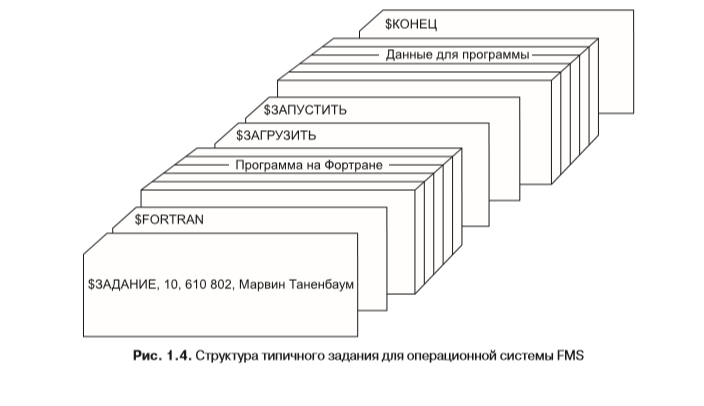 $КОНЕЦ
Данные для программы
$ЗАПУСТИТЬ
$ЗАГРУЗИТЬ
Программа на Фортране
$FORTRAN
$ЗАДАНИЕ, 10, 610 802, Марвин Таненбаум
Рис. 1.4. Структура типичного задания для операционной системы FMS